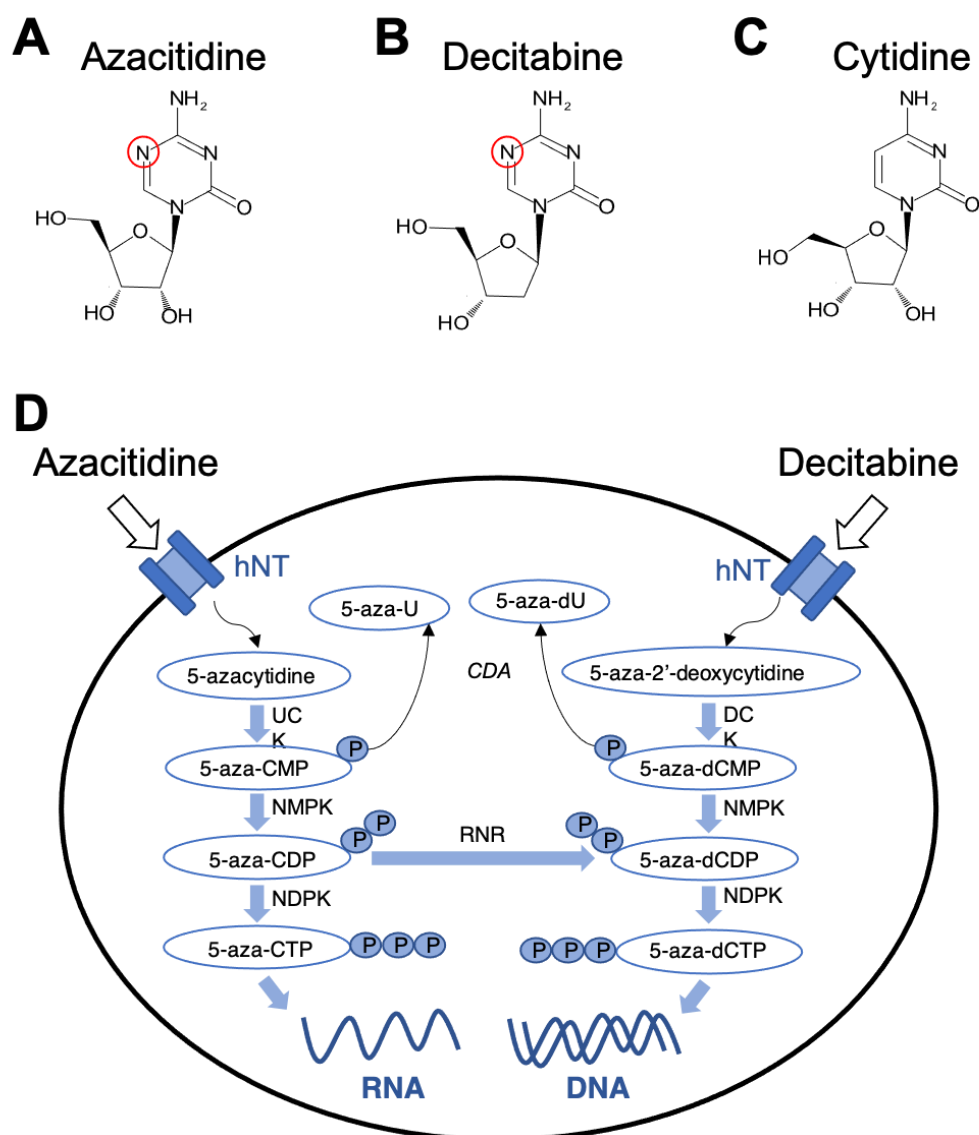 A
Azacitidine
NH2
N
N
N
O
HO
O
HO
OH
B
Decitabine
NH2
N
N
N
O
HO
O
HO
C
Cytidine
NH2
N
N
O
O
HO
HO
OH
D
Azacitidine
Decitabine
hNT
hNT
5-aza-U
5-aza-dU
CDA
5-azacytidine
5-aza-2'-deoxycytidine
UC
K
DC
K
P
P
5-aza-CMP
5-aza-dCMP
NMPK
NMPK
P
P
RNR
P
P
5-aza-CDP
5-aza-dCDP
NDPK
NDPK
5-aza-CTP
P P P
P P P
5-aza-dCTP
RNA
DNA